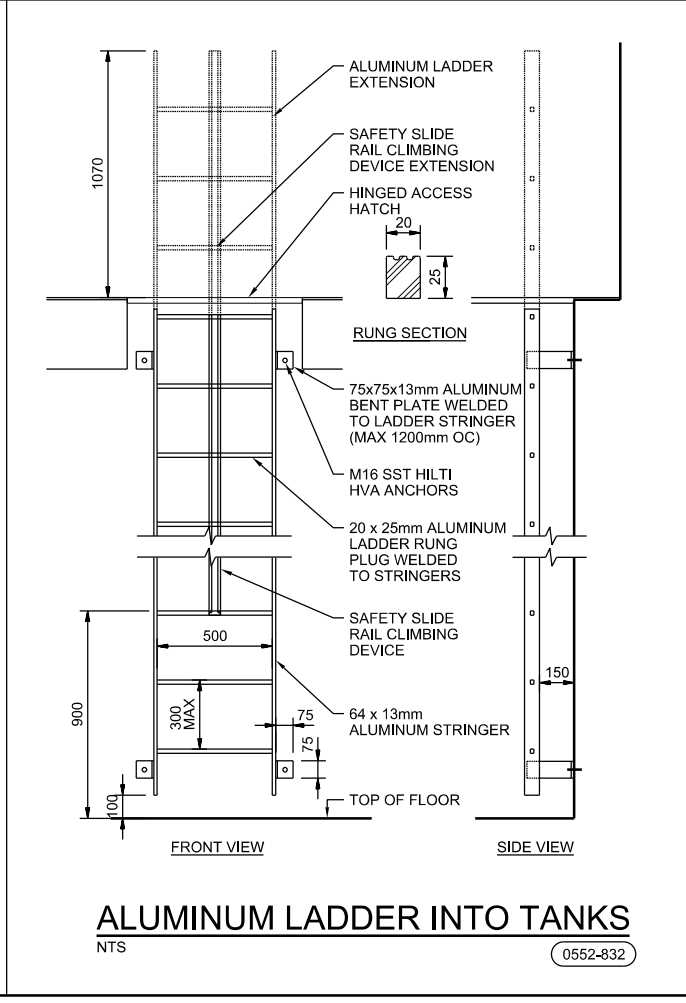 ALUMINUM LADDER
EXTENSION
SAFETY SLIDE
RAIL CLIMBING
DEVICE EXTENSION
1070
HINGED ACCESS
HATCH
20
25
RUNG SECTION
75x75x13mm ALUMINUM
BENT PLATE WELDED
TO LADDER STRINGER
(MAX 1200mm OC)
M16 SST HILTI
HVA ANCHORS
20 x 25mm ALUMINUM
LADDER RUNG
PLUG WELDED
TO STRINGERS
SAFETY SLIDE
RAIL CLIMBING
DEVICE
500
150
900
300
MAX
75
64 x 13mm
ALUMINUM STRINGER
75
100
TOP OF FLOOR
FRONT VIEW
SIDE VIEW
ALUMINUM LADDER INTO TANKS
NTS
0552-832